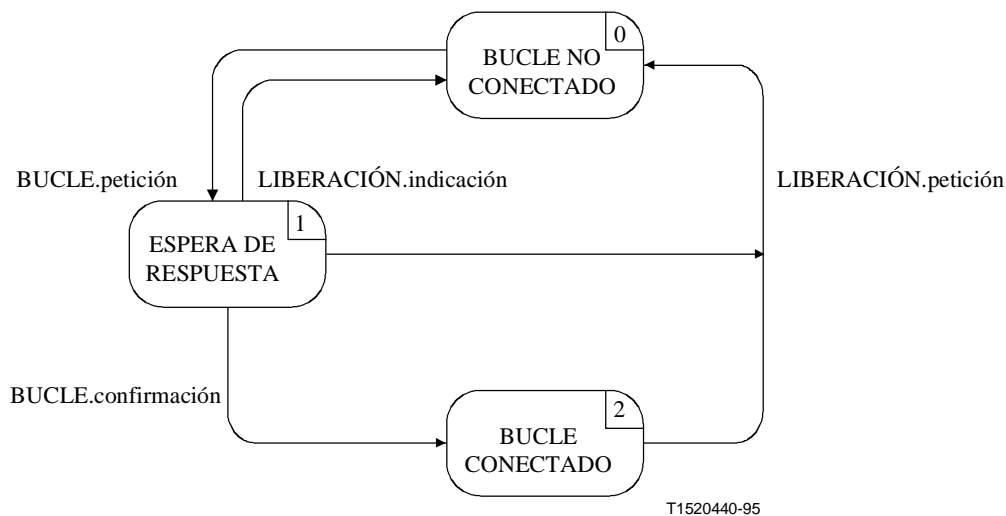 0
BUCLE NO
CONECTADO
BUCLE.petición
LIBERACIÓN.indicación
LIBERACIÓN.petición
1
ESPERA DE
RESPUESTA
BUCLE.confirmación
2
BUCLE
CONECTADO
T1520440-95